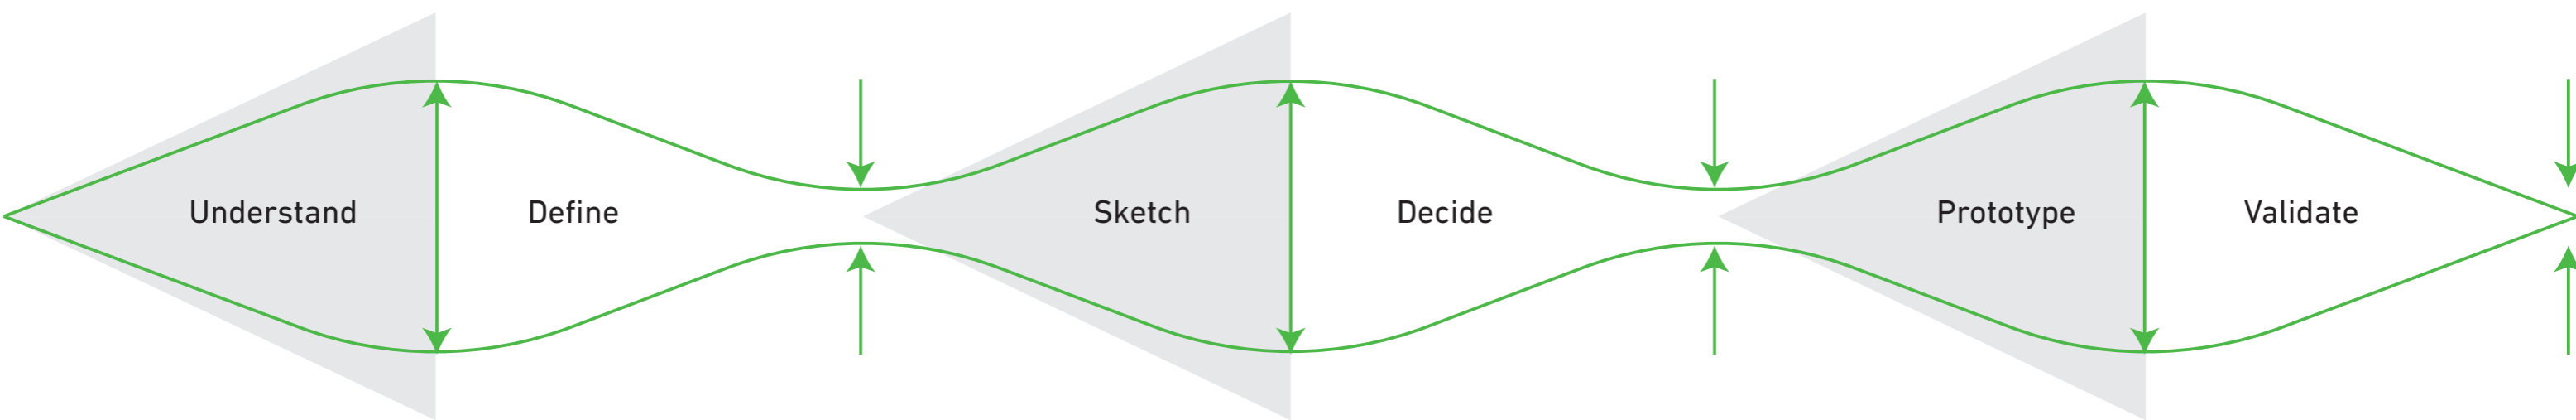 Understand
Define
Sketch
Decide
Prototype
Validate